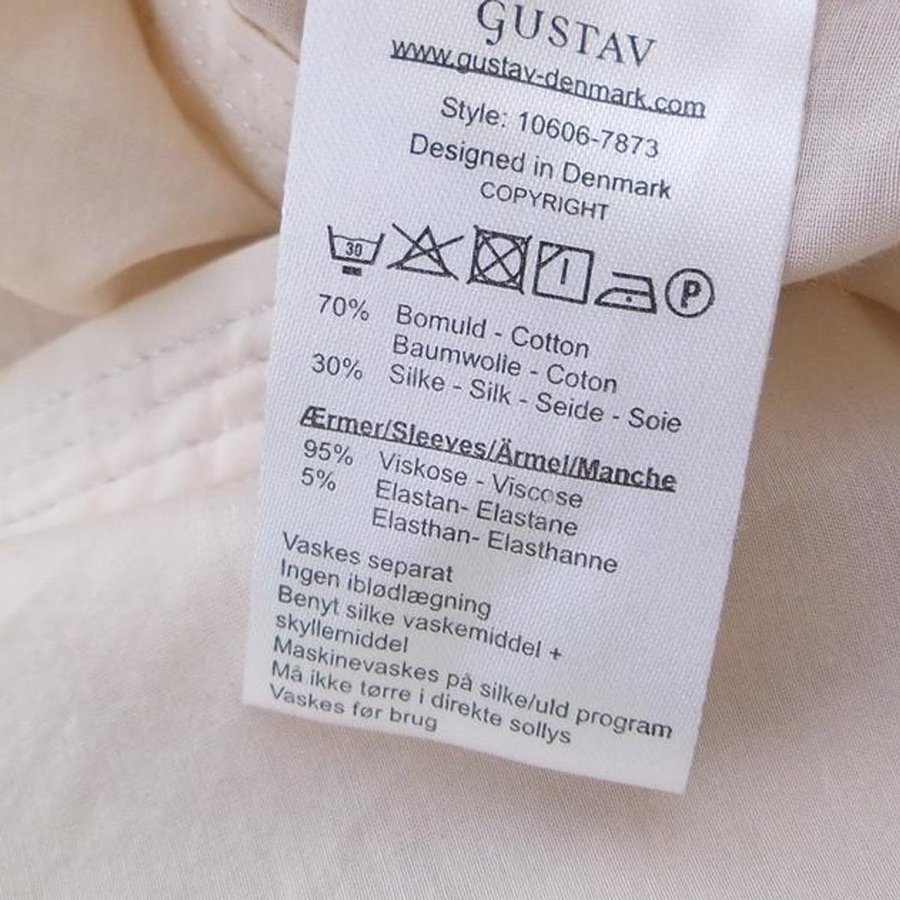 GUSTAV
www.gustav-denmark.com
Style: 10606-7873
Designed in Denmark
COPYRIGHT
30 P
70% Bomuld - Cotton
Baumwolle - Coton
30% Silke - Silk - Seide - Soie
Ærmer/Sleeves/Ärmel/Manche
95% Viskose - Viscose
5% Elastan- Elastane
Elasthan- Elasthanne
Vaskes separat
Ingen iblødlægning
Benyt silke vaskemiddel +
skyllemiddel
Maskinevaskes på silke/uld program
Må ikke tørre i direkte sollys
Vaskes før brug